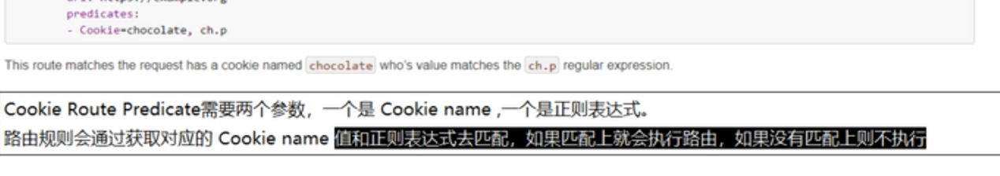 uri: https://example.org
predicates:
- Cookie=chocolate, ch.p
This route matches the request has a cookie named chocolate who's value matches the ch.p regular expression.
Cookie Route Predicate需要两个参数，一个是 Cookie name ,一个是正则表达式。
路由规则会通过获取对应的 Cookie name 值和正则表达式去匹配，如果匹配上就会执行路由，如果没有匹配上则不执行